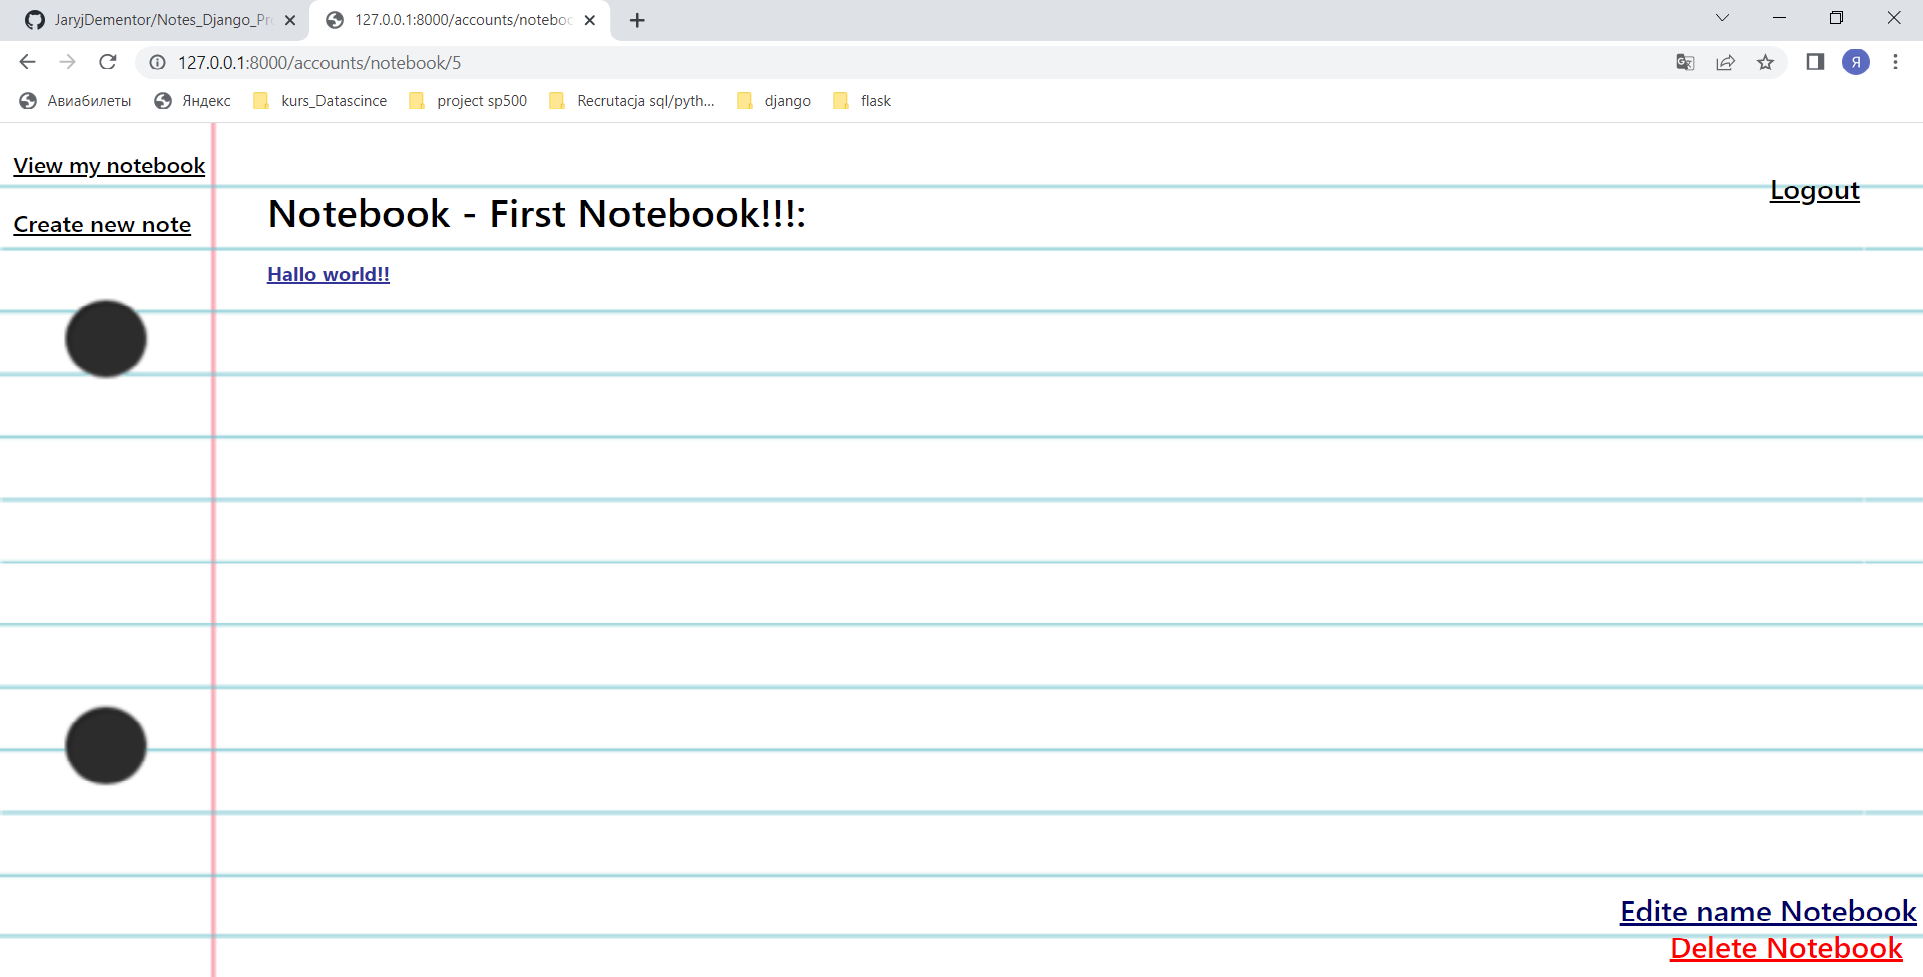 JaryjDementor/Notes_Django_Pro
127.0.0.1:8000/accounts/noteboo
127.0.0.1:8000/accounts/notebook/5
Я
Авиабилеты Яндекс kurs_Datascince project sp500 Recrutacja sql/pyth... django flask
View my notebook
Logout
Create new note
Notebook - First Notebook!!!:
Hallo world!!
Edite name Notebook
Delete Notebook